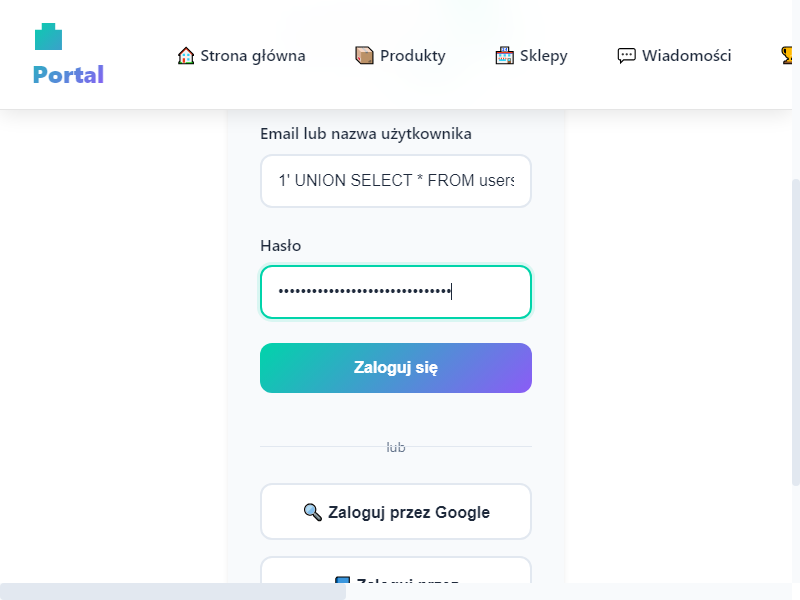 Portal
Strona główna
Produkty
Sklepy
Wiadomości
Email lub nazwa użytkownika
1' UNION SELECT * FROM users
Hasło
Zaloguj się
lub
Zaloguj przez Google
Zaloguj przez